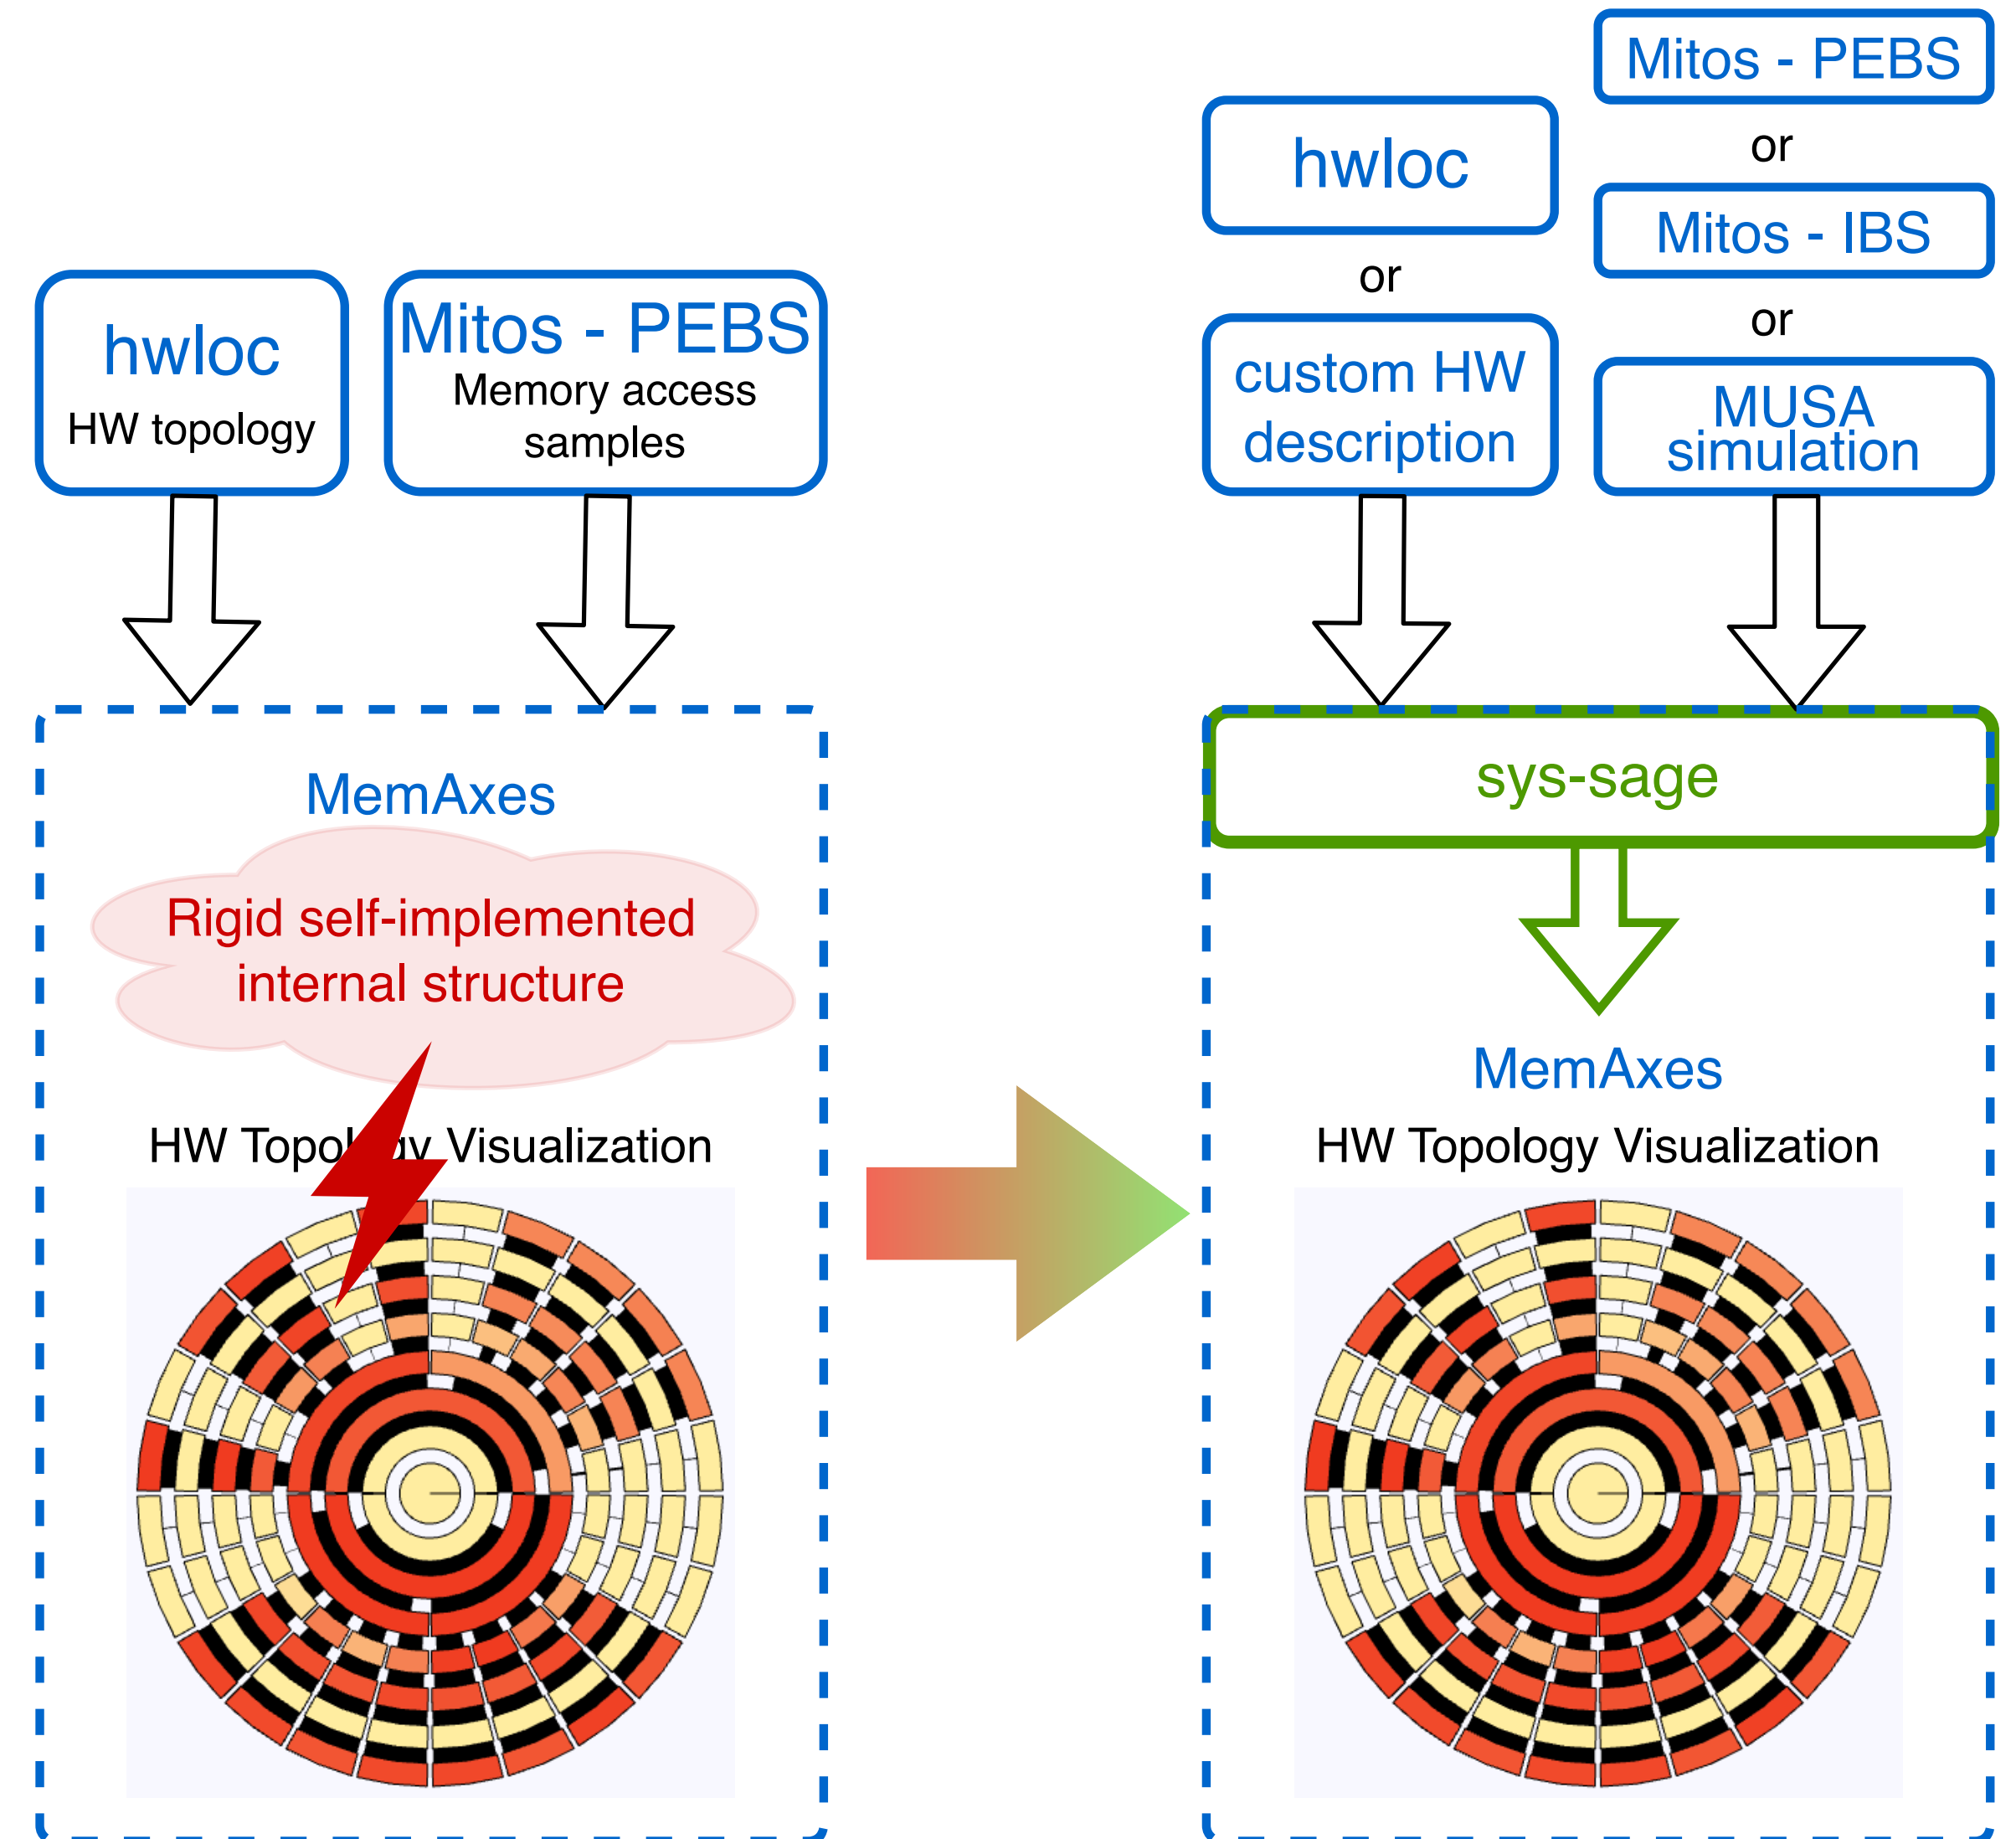 hwloc
HW topology
Mitos - PEBS
Memory access
samples
MemAxes
Rigid self-implemented
internal structure
HW Topology Visualization
hwloc
or
custom HW
description
Mitos - PEBS
or
Mitos - IBS
or
MUSA
simulation
sys-sage
MemAxes
HW Topology Visualization